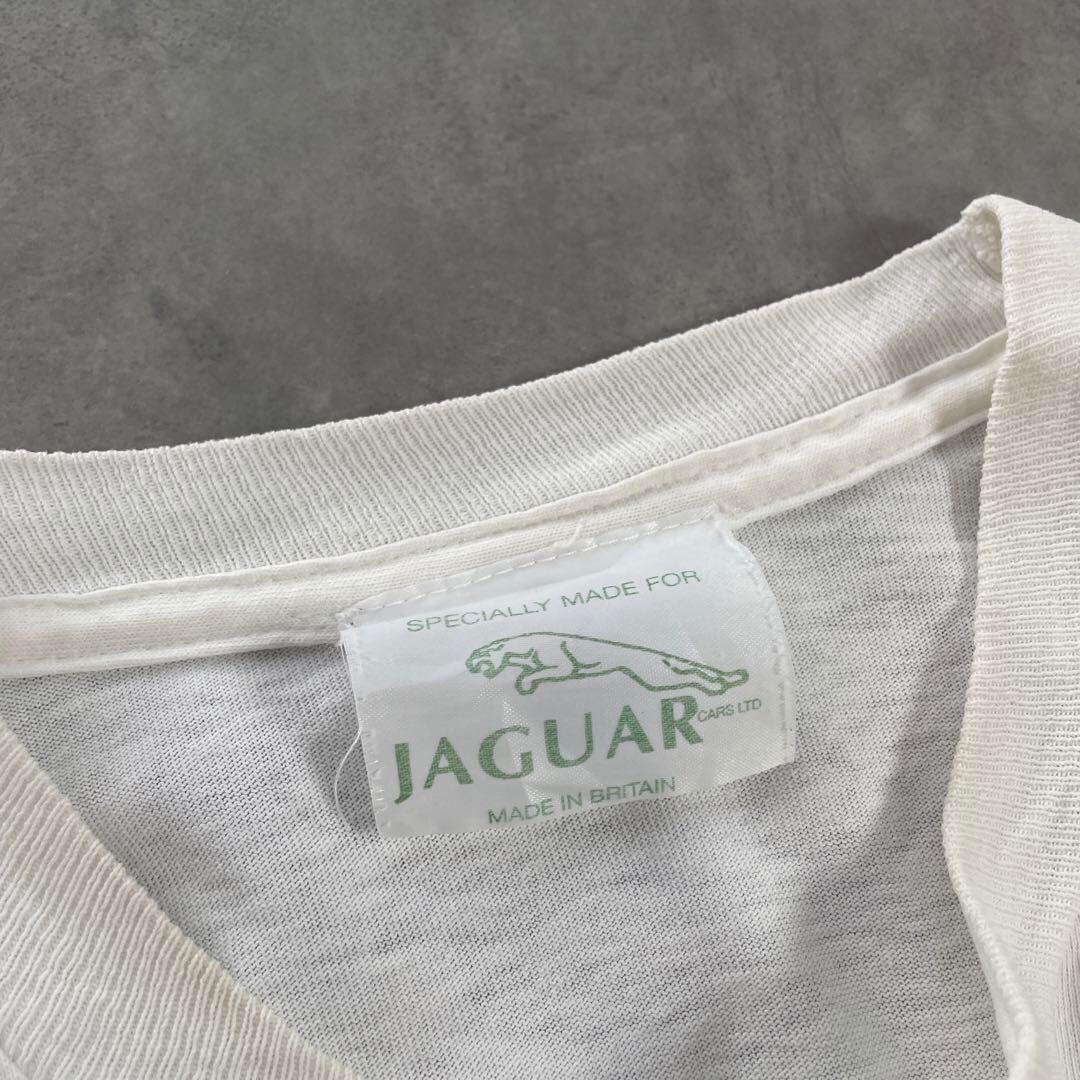 SPECIALLY MADE FOR
JAGUAR CARS LTD
MADE IN BRITAIN